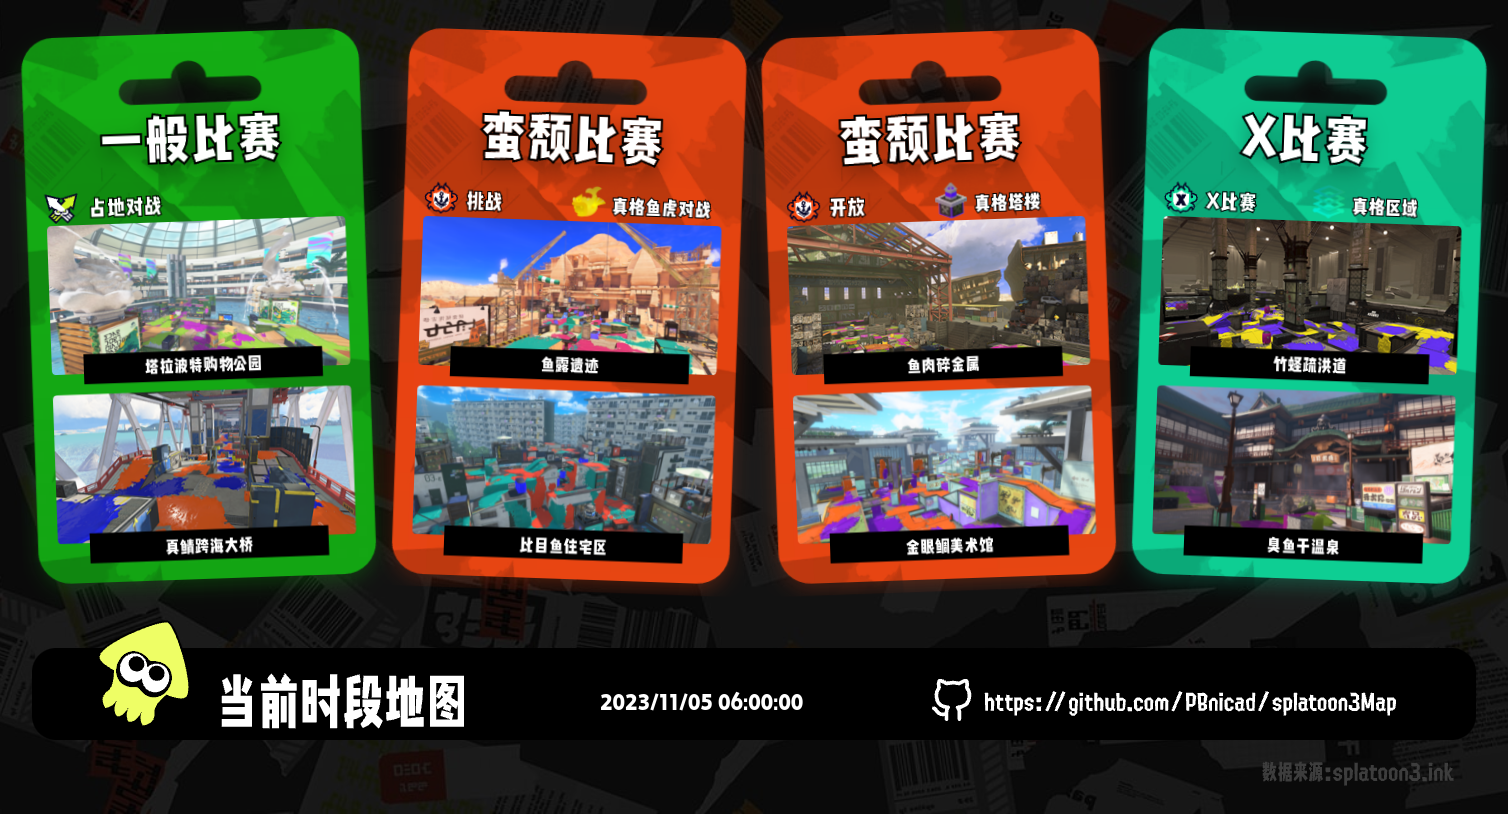 一般比赛
占地对战
塔拉波特购物公园
真鲭跨海大桥
蛮颓比赛
挑战
真格鱼虎对战
鱼露遗迹
比目鱼住宅区
蛮颓比赛
开放
真格塔楼
鱼肉碎金属
金眼鲷美术馆
X比赛
X比赛
真格区域
竹蛏疏洪道
臭鱼干温泉
当前时段地图
2023/11/05 06:00:00
https://github.com/PBnicad/splatoon3Map
数据来源:splatoon3.ink